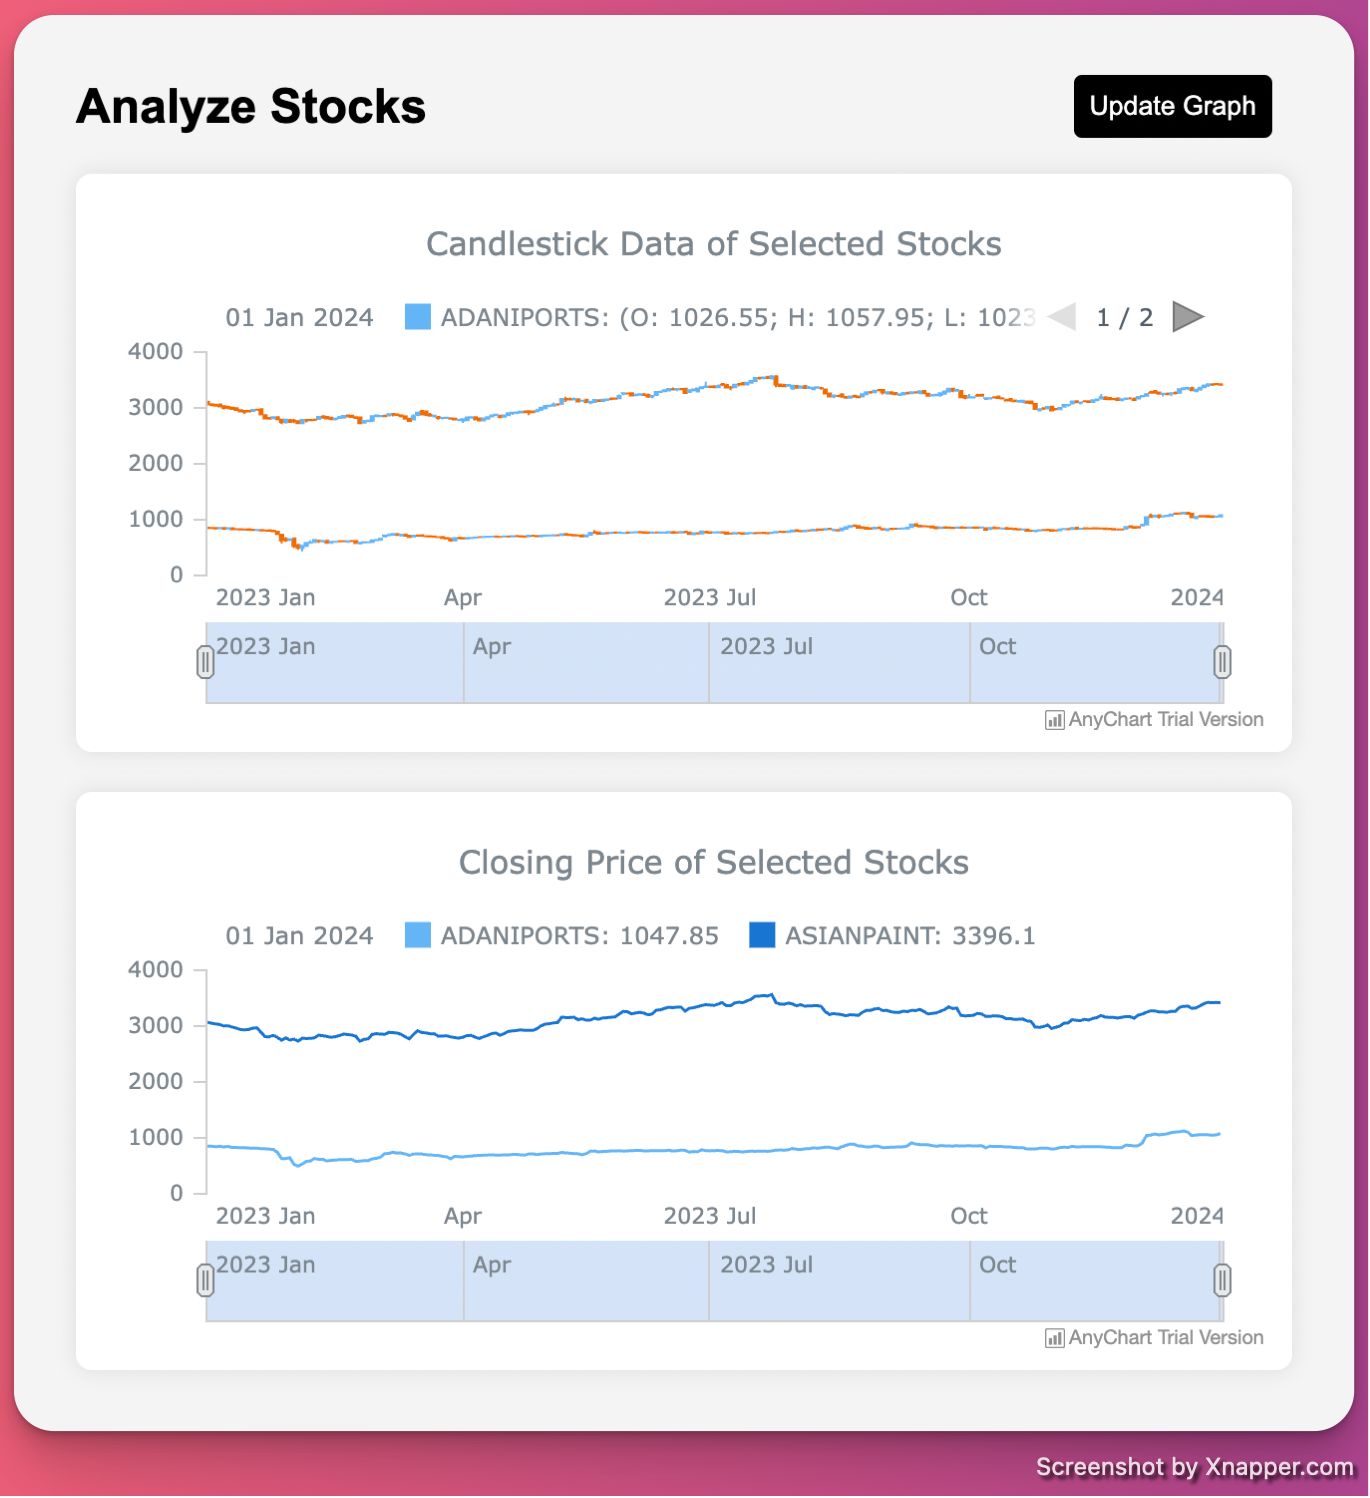 Analyze Stocks
Update Graph
Candlestick Data of Selected Stocks
01 Jan 2024 ADANIPORTS: (O: 1026.55; H: 1057.95; L: 1023 1 / 2
4000
3000
2000
1000
0
2023 Jan Apr 2023 Jul Oct 2024
2023 Jan Apr 2023 Jul Oct
AnyChart Trial Version
Closing Price of Selected Stocks
01 Jan 2024 ADANIPORTS: 1047.85 ASIANPAINT: 3396.1
4000
3000
2000
1000
0
2023 Jan Apr 2023 Jul Oct 2024
2023 Jan Apr 2023 Jul Oct
AnyChart Trial Version
Screenshot by Xnapper.com